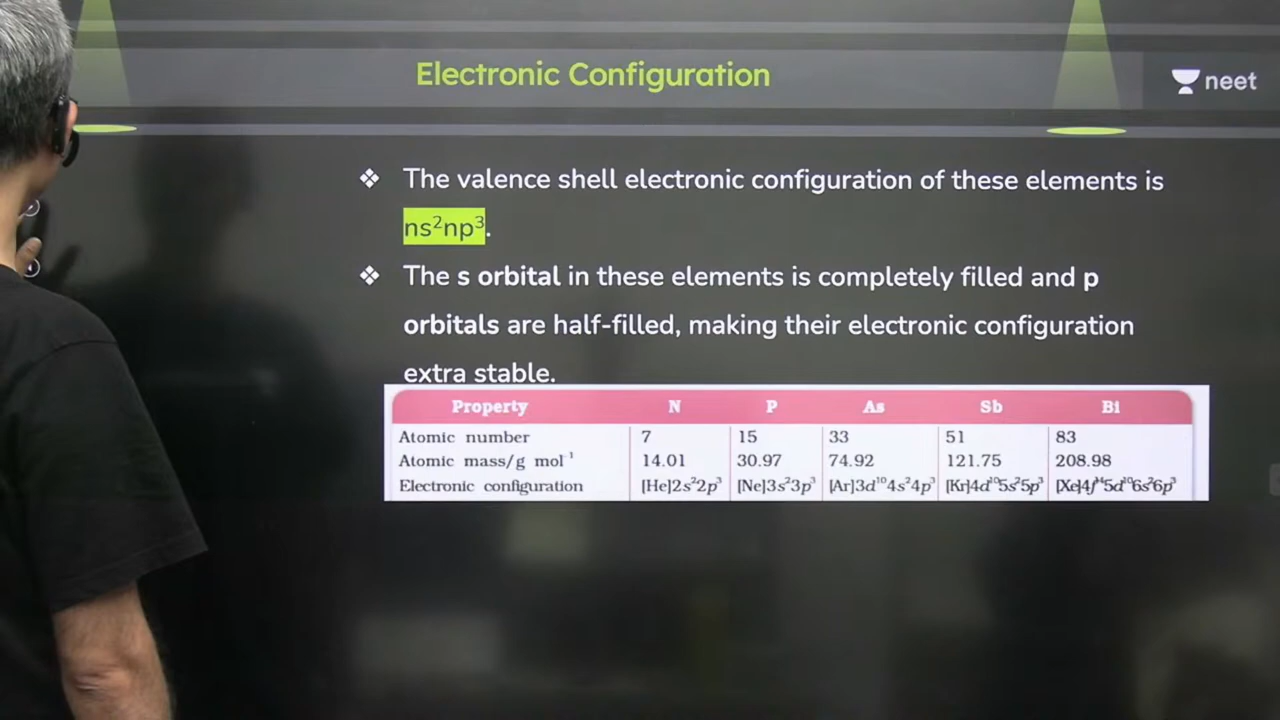 Electronic Configuration
neet
❖ The valence shell electronic configuration of these elements is
ns²np³.
❖ The s orbital in these elements is completely filled and p
orbitals are half-filled, making their electronic configuration
extra stable.
Property N P As Sb Bi
Atomic number 7 15 33 51 83
Atomic mass/g mol⁻¹ 14.01 30.97 74.92 121.75 208.98
Electronic configuration [He]2s²2p³ [Ne]3s²3p³ [Ar]3d¹⁰4s²4p³ [Kr]4d¹⁰5s²5p³ [Xe]4f¹⁴5d¹⁰6s²6p³